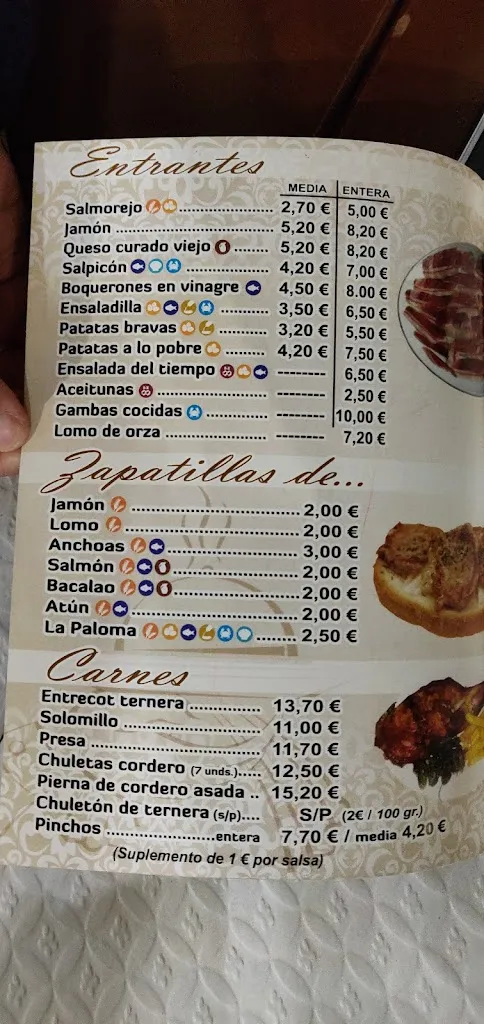 Entrantes
MEDIA ENTERA
Salmorejo ..................... 2,70 € 5,00 €
Jamón ..................... 5,20 € 8,20 €
Queso curado viejo ........ 5,20 € 8,20 €
Salpicón ................... 4,20 € 7,00 €
Boquerones en vinagre 4,50 € 8.00 €
Ensaladilla ............ 3,50 € 6,50 €
Patatas bravas ............ 3,20 € 5,50 €
Patatas a lo pobre ......... 4,20 € 7,50 €
Ensalada del tiempo -------- 6,50 €
Aceitunas -------- 2,50 €
Gambas cocidas -------- 10,00 €
Lomo de orza ........................ -------- 7,20 €
Zapatillas de...
Jamón ..................................... 2,00 €
Lomo ..................................... 2,00 €
Anchoas ............................. 3,00 €
Salmón ............................. 2,00 €
Bacalao ............................ 2,00 €
Atún .................................... 2,00 €
La Paloma ........ 2,50 €
Carnes
Entrecot ternera ............... 13,70 €
Solomillo ............................. 11,00 €
Presa .................................... 11,70 €
Chuletas cordero (7 unds.)..... 12,50 €
Pierna de cordero asada .. 15,20 €
Chuletón de ternera (s/p).... S/P (2€ / 100 gr.)
Pinchos .......................entera 7,70 € / media 4,20 €
(Suplemento de 1 € por salsa)